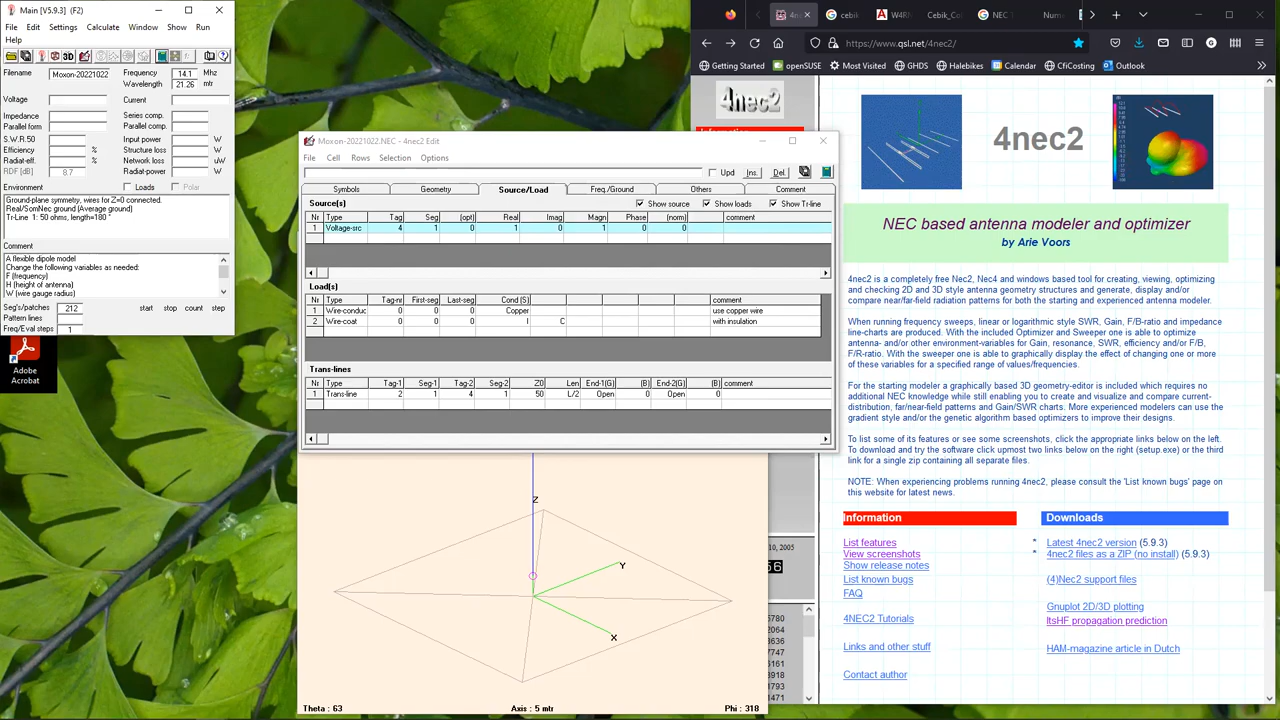 Main [V5.9.3] (F2)
File Edit Settings Calculate Window Show Run
Help
3D
Filename Moxon-20221022 Frequency 14.1 Mhz
Wavelength 21.26 mtr
Voltage Current
Impedance Series comp.
Parallel form Parallel comp.
S.W.R.50 Input power W
Efficiency % Structure loss W
Radiat-eff. % Network loss uW
RDF [dB] 8.7 Radiat-power W
Environment Loads Polar
Ground-plane symmetry, wires for Z=0 connected.
Real/SomNec ground (Average ground)
Tr-Line 1: 50 ohms, length=180 °
Comment
A flexible dipole model
Change the following variables as needed:
F (frequency)
H (height of antenna)
W (wire gauge radius)
Seg's/patches 212 start stop count step
Pattern lines
Freq/Eval steps 1
Adobe
Acrobat
Moxon-20221022.NEC - 4nec2 Edit
File Cell Rows Selection Options
Upd Ins. Del
Symbols Geometry Source/Load Freq./Ground Others Comment
Source(s) Show source Show loads Show Tr-line
Nr Type Tag Seg (opt) Real Imag Magn Phase (norm) comment
1 Voltage-src 4 1 0 1 0 1 0 0
Load(s)
Nr Type Tag-nr First-seg Last-seg Cond (S) comment
1 Wire-conduc 0 0 0 Copper use copper wire
2 Wire-coat 0 0 0 I C with insulation
Trans-lines
Nr Type Tag-1 Seg-1 Tag-2 Seg-2 Z0 Len End-1(G) (B) End-2(G) (B) comment
1 Trans-line 2 1 4 1 50 L/2 Open 0 Open 0
Z
Y
X
Theta : 63 Axis : 5 mtr Phi : 318
10, 2005
56
5780
2064
3636
7747
5161
3918
4793
1471
4n
cebik
W4RN
Cebik_Col
NEC
Num
https://www.qsl.net/4nec2/
Getting Started openSUSE Most Visited GHDS Halebikes Calendar CfiCosting Outlook
4nec2
Information
4nec2
NEC based antenna modeler and optimizer
by Arie Voors
4nec2 is a completely free Nec2, Nec4 and windows based tool for creating, viewing, optimizing
and checking 2D and 3D style antenna geometry structures and generate, display and/or
compare near/far-field radiation patterns for both the starting and experienced antenna modeler.
When running frequency sweeps, linear or logarithmic style SWR, Gain, F/B-ratio and impedance
line-charts are produced. With the included Optimizer and Sweeper one is able to optimize
antenna- and/or other environment-variables for Gain, resonance, SWR, efficiency and/or F/B,
F/R-ratio. With the sweeper one is able to graphically display the effect of changing one or more
of these variables for a specified range of values/frequencies.
For the starting modeler a graphically based 3D geometry-editor is included which requires no
additional NEC knowledge while still enabling you to create and visualize and compare current-
distribution, far/near-field patterns and Gain/SWR charts. More experienced modelers can use the
gradient style and/or the genetic algorithm based optimizers to improve their designs.
To list some of its features or see some screenshots, click the appropriate links below on the left.
To download and try the software click upmost two links below on the right (setup.exe) or the third
link for a single zip containing all separate files.
NOTE: When experiencing problems running 4nec2, please consult the 'List known bugs' page on
this website for latest news.
Information
List features
View screenshots
Show release notes
List known bugs
FAQ
4NEC2 Tutorials
Links and other stuff
Contact author
Downloads
* Latest 4nec2 version (5.9.3)
* 4nec2 files as a ZIP (no install) (5.9.3)
(4)Nec2 support files
Gnuplot 2D/3D plotting
ItsHF propagation prediction
HAM-magazine article in Dutch